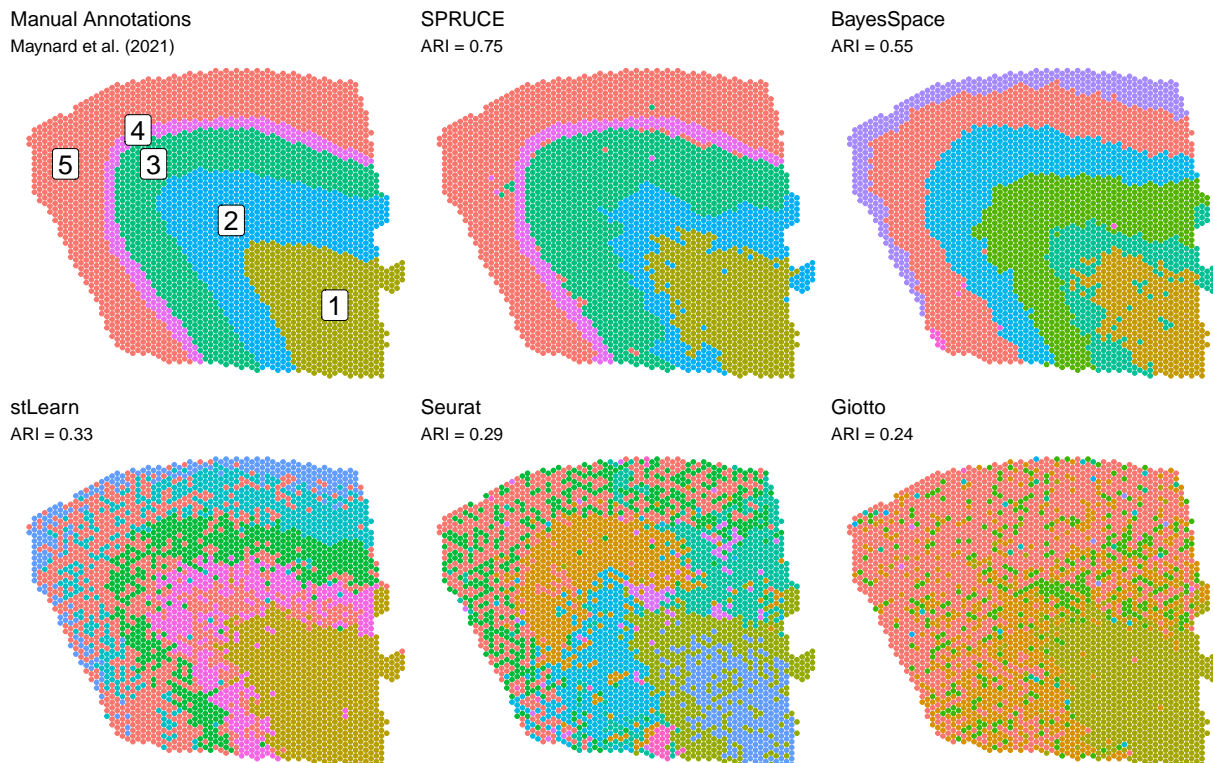 Manual Annotations
Maynard et al. (2021)
SPRUCE
ARI = 0.75
BayesSpace
ARI = 0.55
4
5
3
2
1
stLearn
ARI = 0.33
Seurat
ARI = 0.29
Giotto
ARI = 0.24